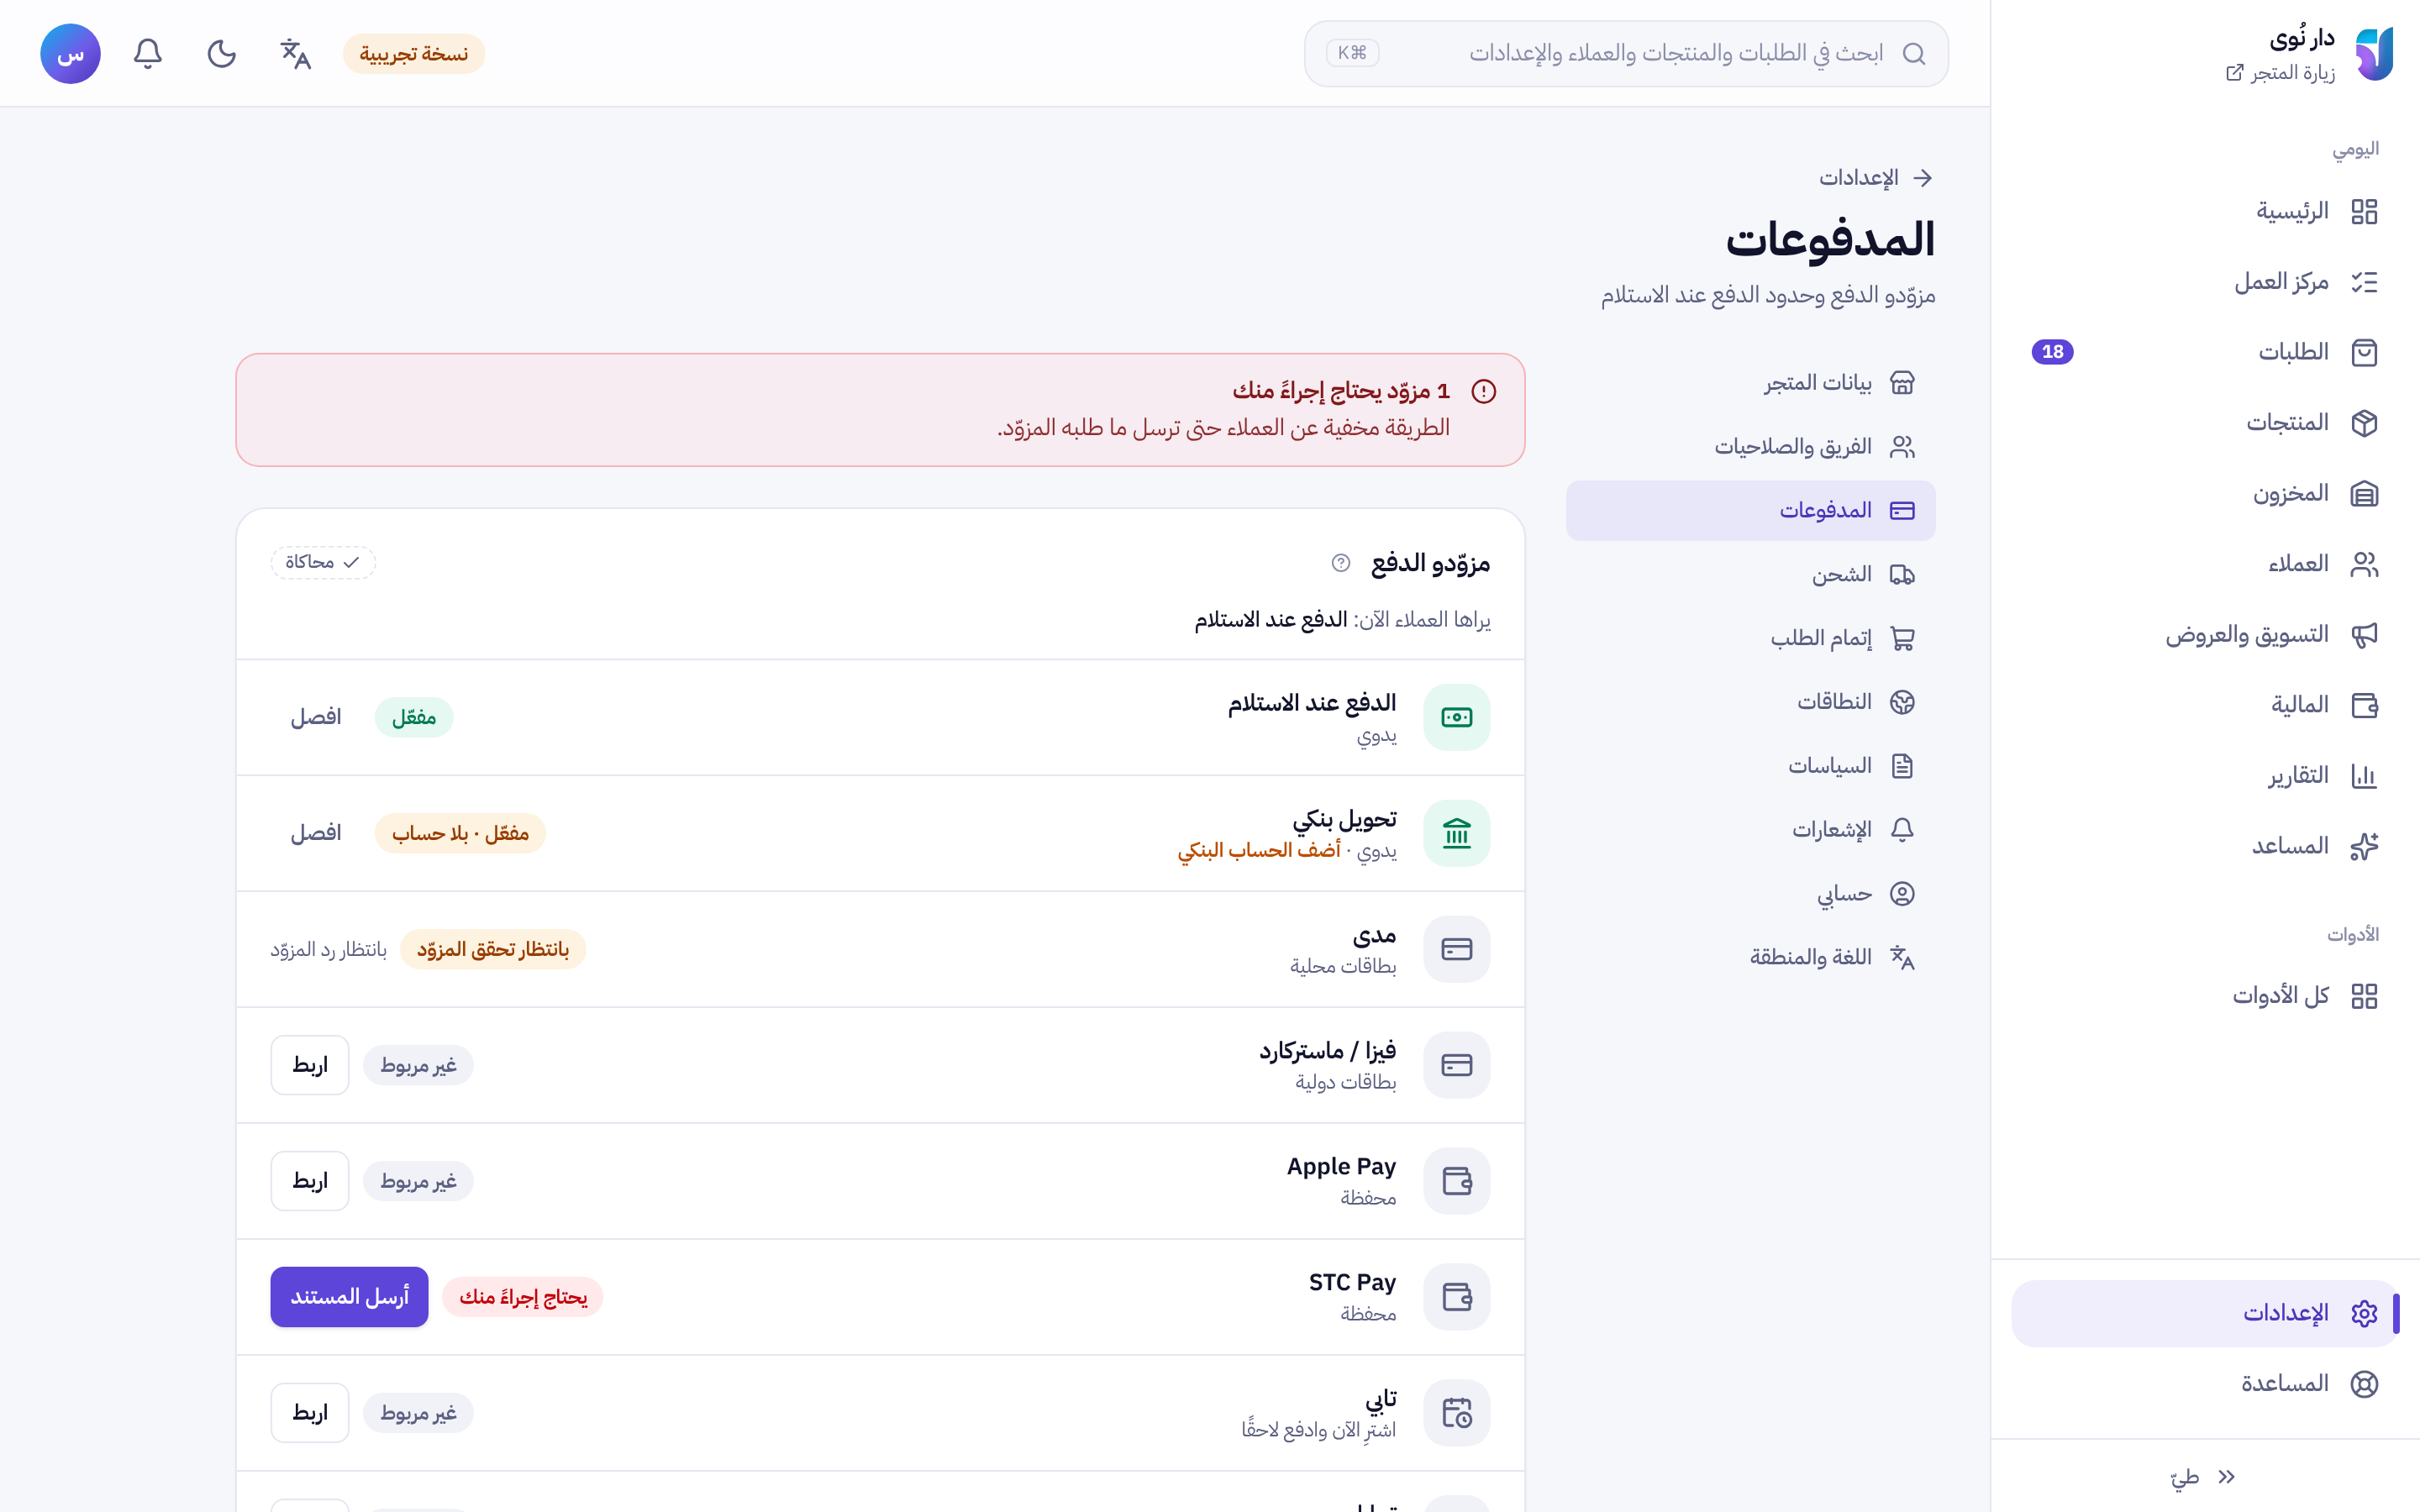 دار نُوى
زيارة المتجر
ابحث في الطلبات والمنتجات والعملاء والإعدادات
⌘K
نسخة تجريبية
س
اليومي
الرئيسية
مركز العمل
الطلبات
18
المنتجات
المخزون
العملاء
التسويق والعروض
المالية
التقارير
المساعد
الأدوات
كل الأدوات
الإعدادات
المساعدة
طيّ
الإعدادات
المدفوعات
مزوّدو الدفع وحدود الدفع عند الاستلام
بيانات المتجر
الفريق والصلاحيات
المدفوعات
الشحن
إتمام الطلب
النطاقات
السياسات
الإشعارات
حسابي
اللغة والمنطقة
1 مزوّد يحتاج إجراءً منك
الطريقة مخفية عن العملاء حتى ترسل ما طلبه المزوّد.
مزوّدو الدفع
محاكاة
يراها العملاء الآن: الدفع عند الاستلام
الدفع عند الاستلام
يدوي
مفعّل
افصل
تحويل بنكي
يدوي · أضف الحساب البنكي
مفعّل · بلا حساب
افصل
مدى
بطاقات محلية
بانتظار تحقق المزوّد
بانتظار رد المزوّد
فيزا / ماستركارد
بطاقات دولية
غير مربوط
اربط
Apple Pay
محفظة
غير مربوط
اربط
STC Pay
محفظة
يحتاج إجراءً منك
أرسل المستند
تابي
اشترِ الآن وادفع لاحقًا
غير مربوط
اربط